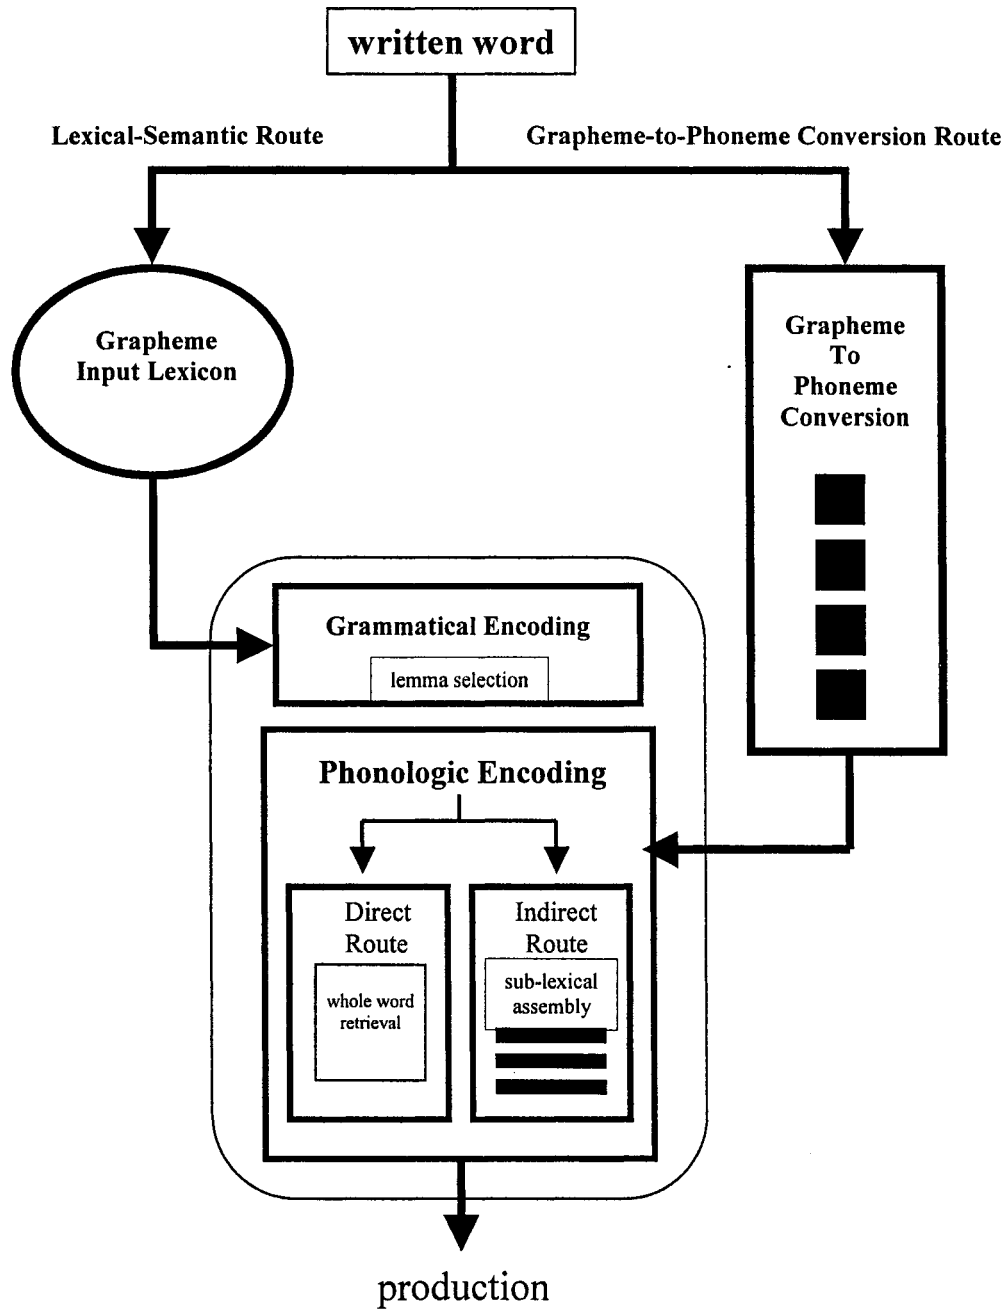 written word
Lexical-Semantic Route
Grapheme-to-Phoneme Conversion Route
Grapheme
Input Lexicon
Grapheme
To
Phoneme
Conversion
Grammatical Encoding
lemma selection
Phonologic Encoding
Direct
Route
whole word
retrieval
Indirect
Route
sub-lexical
assembly
production